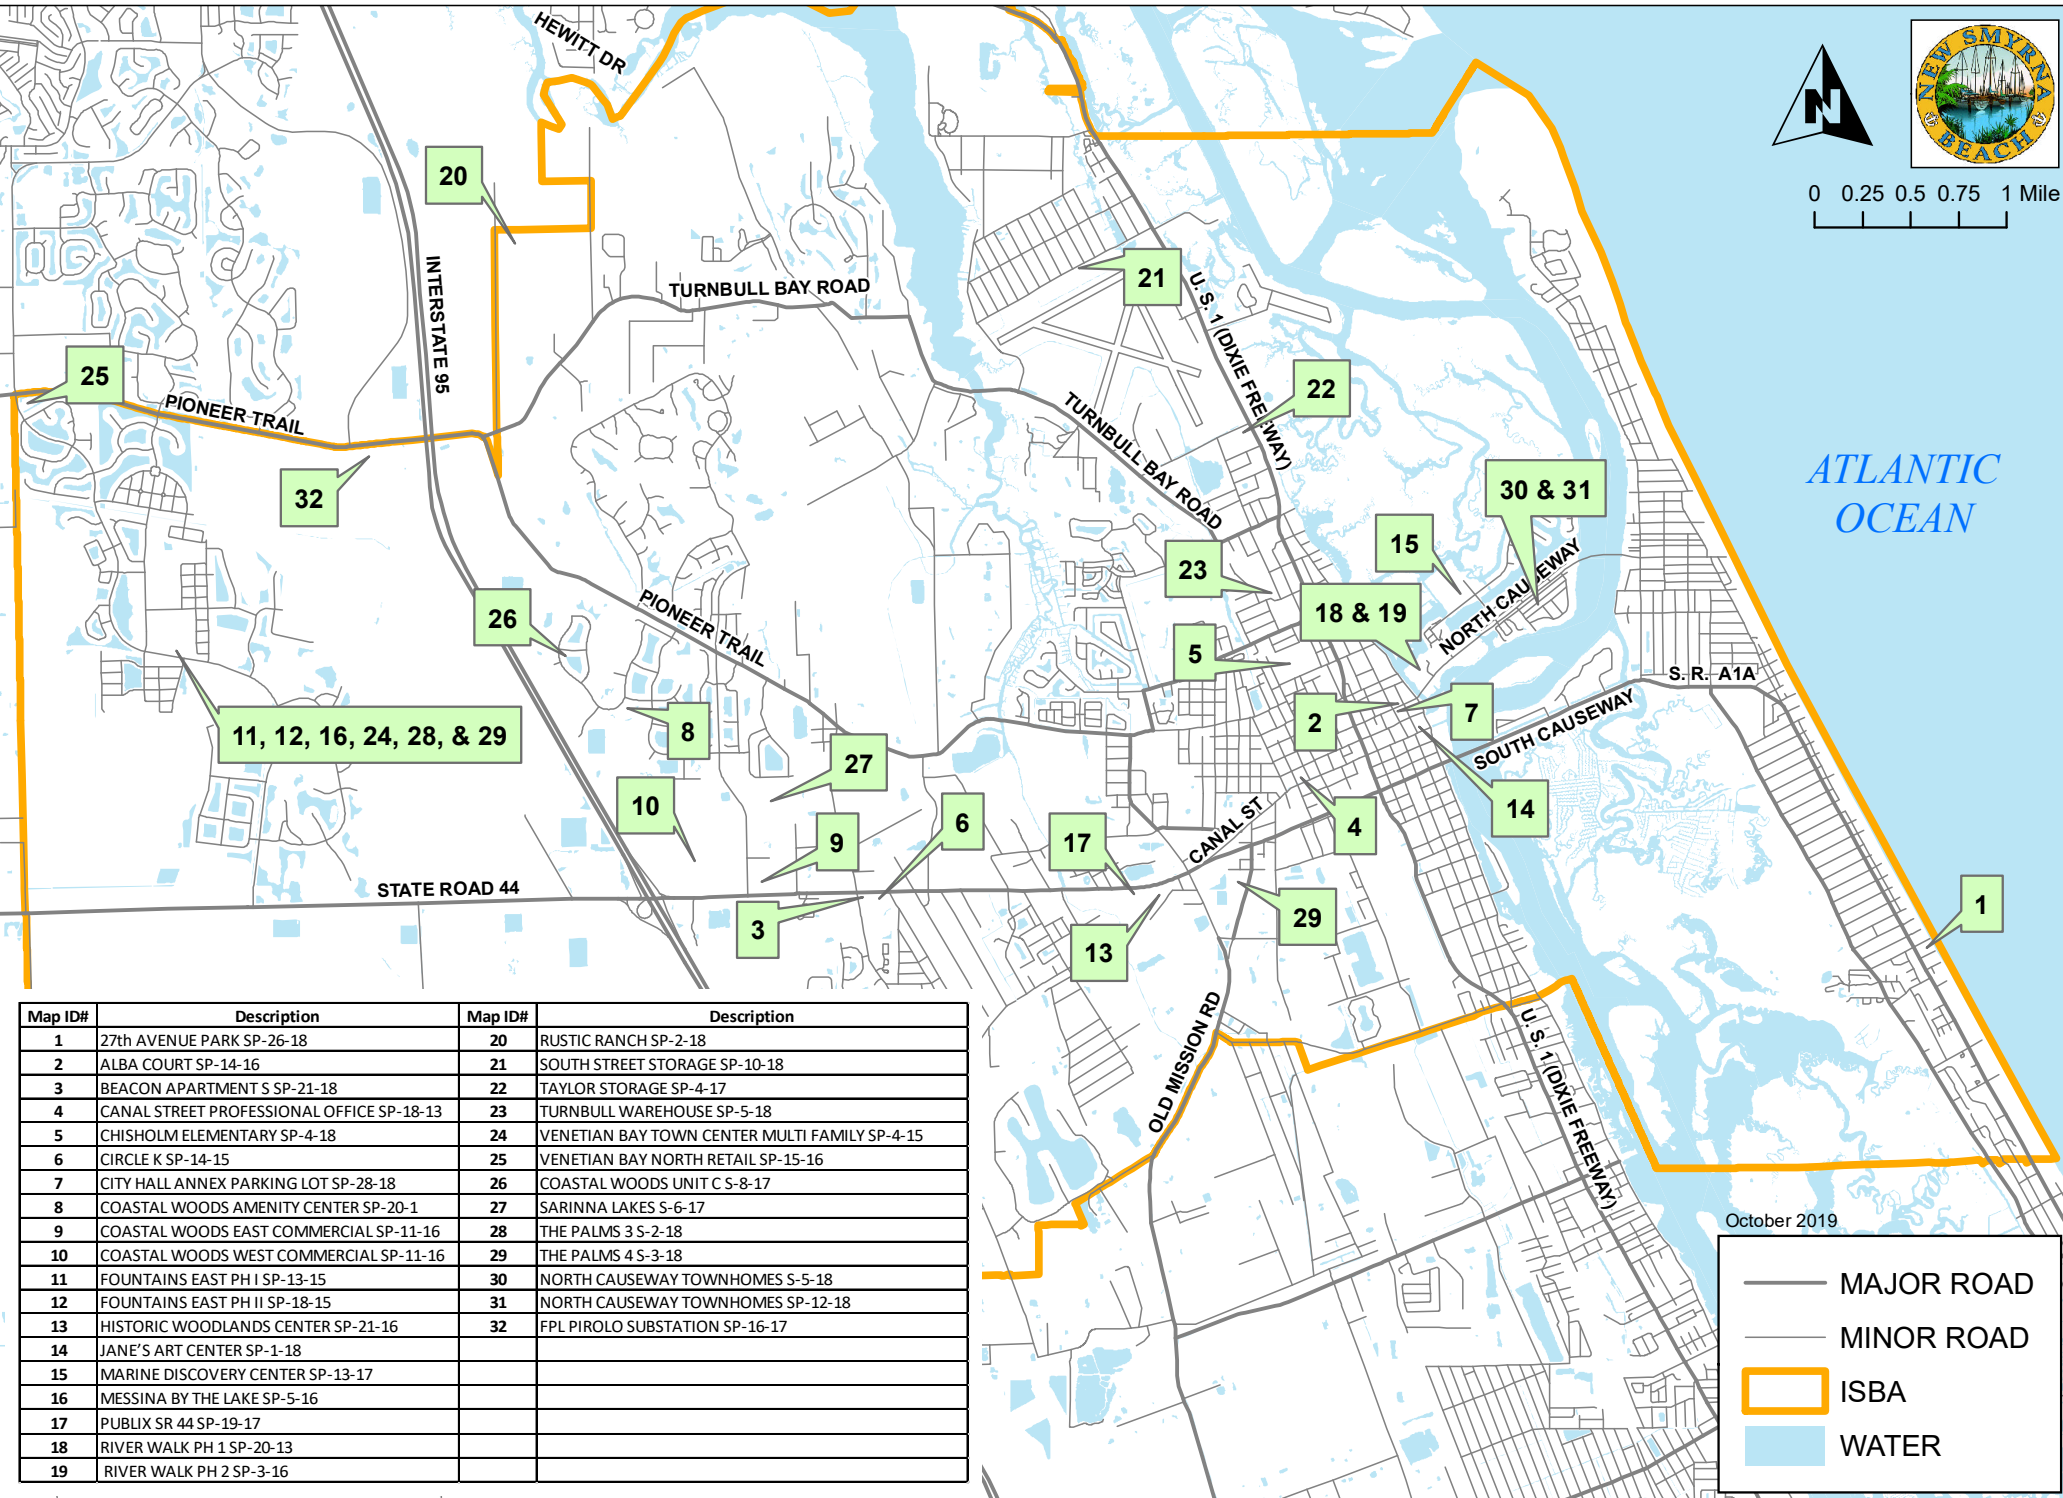 HEWITT DR
NEW SMYRNA
BEACH
N
0 0.25 0.5 0.75 1 Mile
20
INTERSTATE 95
TURNBULL BAY ROAD
21
U. S. 1 (DIXIE FREEWAY)
25
PIONEER TRAIL
22
TURNBULL BAY ROAD
ATLANTIC
OCEAN
32
30 & 31
15
23
26
PIONEER TRAIL
18 & 19
NORTH CAUSEWAY
5
S. R. A1A
11, 12, 16, 24, 28, & 29
8
2
7
SOUTH CAUSEWAY
27
10
9
6
17
CANAL ST
4
14
STATE ROAD 44
3
13
29
1
OLD MISSION RD
U. S. 1 (DIXIE FREEWAY)
Map ID# Description Map ID# Description
1 27th AVENUE PARK SP-26-18 20 RUSTIC RANCH SP-2-18
2 ALBA COURT SP-14-16 21 SOUTH STREET STORAGE SP-10-18
3 BEACON APARTMENT S SP-21-18 22 TAYLOR STORAGE SP-4-17
4 CANAL STREET PROFESSIONAL OFFICE SP-18-13 23 TURNBULL WAREHOUSE SP-5-18
5 CHISHOLM ELEMENTARY SP-4-18 24 VENETIAN BAY TOWN CENTER MULTI FAMILY SP-4-15
6 CIRCLE K SP-14-15 25 VENETIAN BAY NORTH RETAIL SP-15-16
7 CITY HALL ANNEX PARKING LOT SP-28-18 26 COASTAL WOODS UNIT C S-8-17
8 COASTAL WOODS AMENITY CENTER SP-20-1 27 SARINNA LAKES S-6-17
9 COASTAL WOODS EAST COMMERCIAL SP-11-16 28 THE PALMS 3 S-2-18
10 COASTAL WOODS WEST COMMERCIAL SP-11-16 29 THE PALMS 4 S-3-18
11 FOUNTAINS EAST PH I SP-13-15 30 NORTH CAUSEWAY TOWNHOMES S-5-18
12 FOUNTAINS EAST PH II SP-18-15 31 NORTH CAUSEWAY TOWNHOMES SP-12-18
13 HISTORIC WOODLANDS CENTER SP-21-16 32 FPL PIROLO SUBSTATION SP-16-17
14 JANE'S ART CENTER SP-1-18
15 MARINE DISCOVERY CENTER SP-13-17
16 MESSINA BY THE LAKE SP-5-16
17 PUBLIX SR 44 SP-19-17
18 RIVER WALK PH 1 SP-20-13
19 RIVER WALK PH 2 SP-3-16
October 2019
MAJOR ROAD
MINOR ROAD
ISBA
WATER